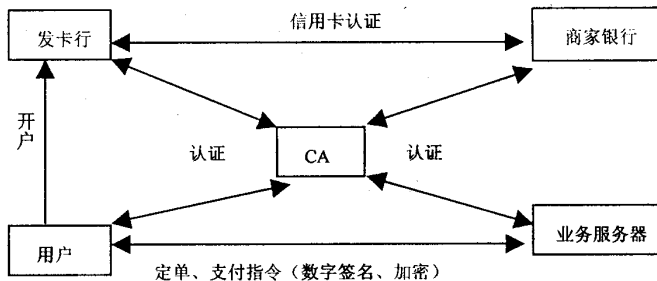 信用卡认证
发卡行
商家银行
开户
认证
CA
认证
用户
业务服务器
定单、支付指令（数字签名、加密）